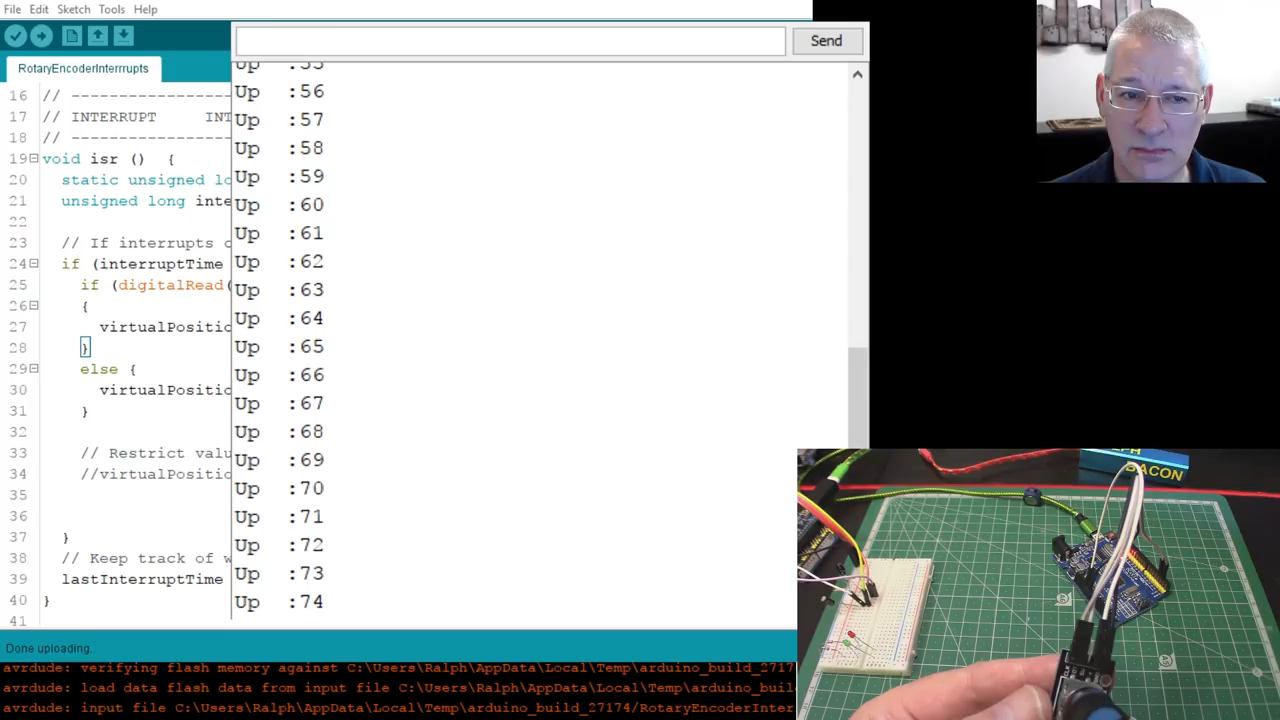 File Edit Sketch Tools Help
Send
RotaryEncoderInterrrupts
16 // -------------------
17 // INTERRUPT INT
18 // -------------------
19 void isr () {
20 static unsigned lo
21 unsigned long inte
22
23 // If interrupts c
24 if (interruptTime
25 if (digitalRead(
26 {
27 virtualPositio
28 }
29 else {
30 virtualPositio
31 }
32
33 // Restrict valu
34 //virtualPositio
35
36
37 }
38 // Keep track of w
39 lastInterruptTime
40 }
41
Up :55
Up :56
Up :57
Up :58
Up :59
Up :60
Up :61
Up :62
Up :63
Up :64
Up :65
Up :66
Up :67
Up :68
Up :69
Up :70
Up :71
Up :72
Up :73
Up :74
Done uploading.
avrdude: verifying flash memory against C:\Users\Ralph\AppData\Local\Temp\arduino_build_2717
avrdude: load data flash data from input file C:\Users\Ralph\AppData\Local\Temp\arduino_buil
avrdude: input file C:\Users\Ralph\AppData\Local\Temp\arduino_build_27174/RotaryEncoderInter
BACON